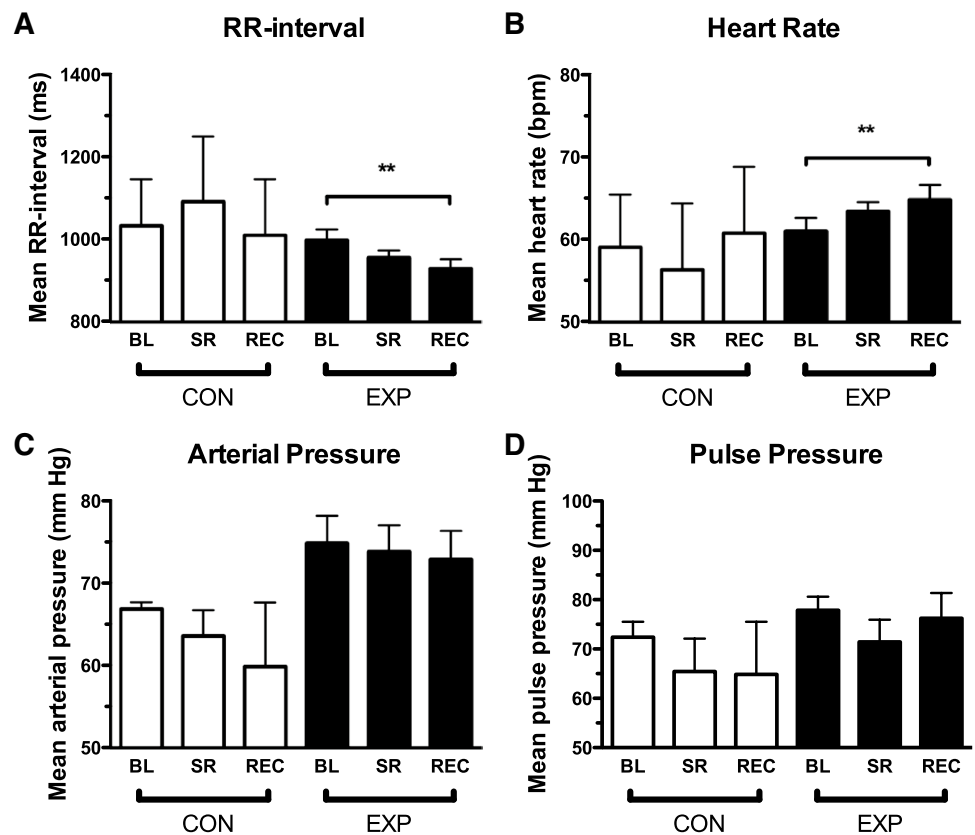 A RR-interval
Mean RR-interval (ms)
1400
1200
1000
800
**
BL SR REC BL SR REC
CON EXP
B Heart Rate
Mean heart rate (bpm)
80
70
60
50
**
BL SR REC BL SR REC
CON EXP
C Arterial Pressure
Mean arterial pressure (mm Hg)
80
70
60
50
BL SR REC BL SR REC
CON EXP
D Pulse Pressure
Mean pulse pressure (mm Hg)
100
90
80
70
60
50
BL SR REC BL SR REC
CON EXP